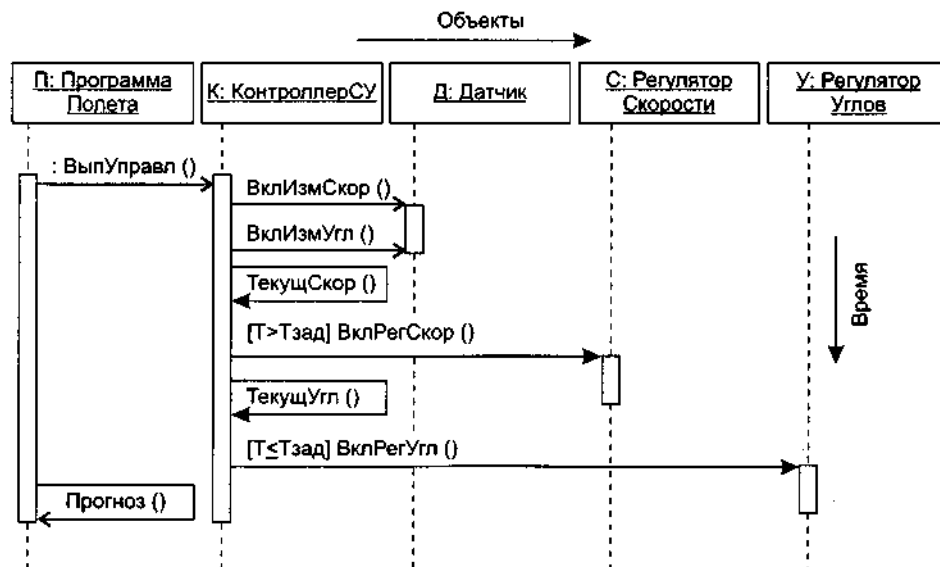 Объекты
П: Программа
Полета
К: КонтроллерСУ
Д: Датчик
С: Регулятор
Скорости
У: Регулятор
Углов
: ВыпУправл ()
ВклИзмСкор ()
ВклИзмУгл ()
ТекущСкор ()
[Т>Тзад] ВклРегСкор ()
ТекущУгл ()
[Т≤Тзад] ВклРегУгл ()
Прогноз ()
Время